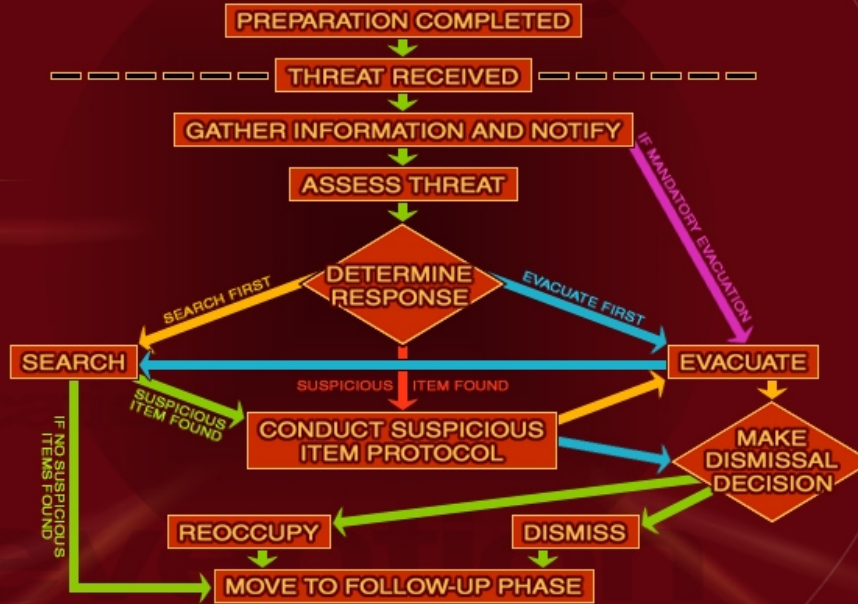 PREPARATION COMPLETED
THREAT RECEIVED
GATHER INFORMATION AND NOTIFY
IF MANDATORY EVACUATION
ASSESS THREAT
DETERMINE
RESPONSE
SEARCH FIRST
EVACUATE FIRST
SEARCH
EVACUATE
SUSPICIOUS ITEM FOUND
SUSPICIOUS
ITEM FOUND
CONDUCT SUSPICIOUS
ITEM PROTOCOL
MAKE
DISMISSAL
DECISION
IF NO SUSPICIOUS
ITEMS FOUND
REOCCUPY
DISMISS
MOVE TO FOLLOW-UP PHASE